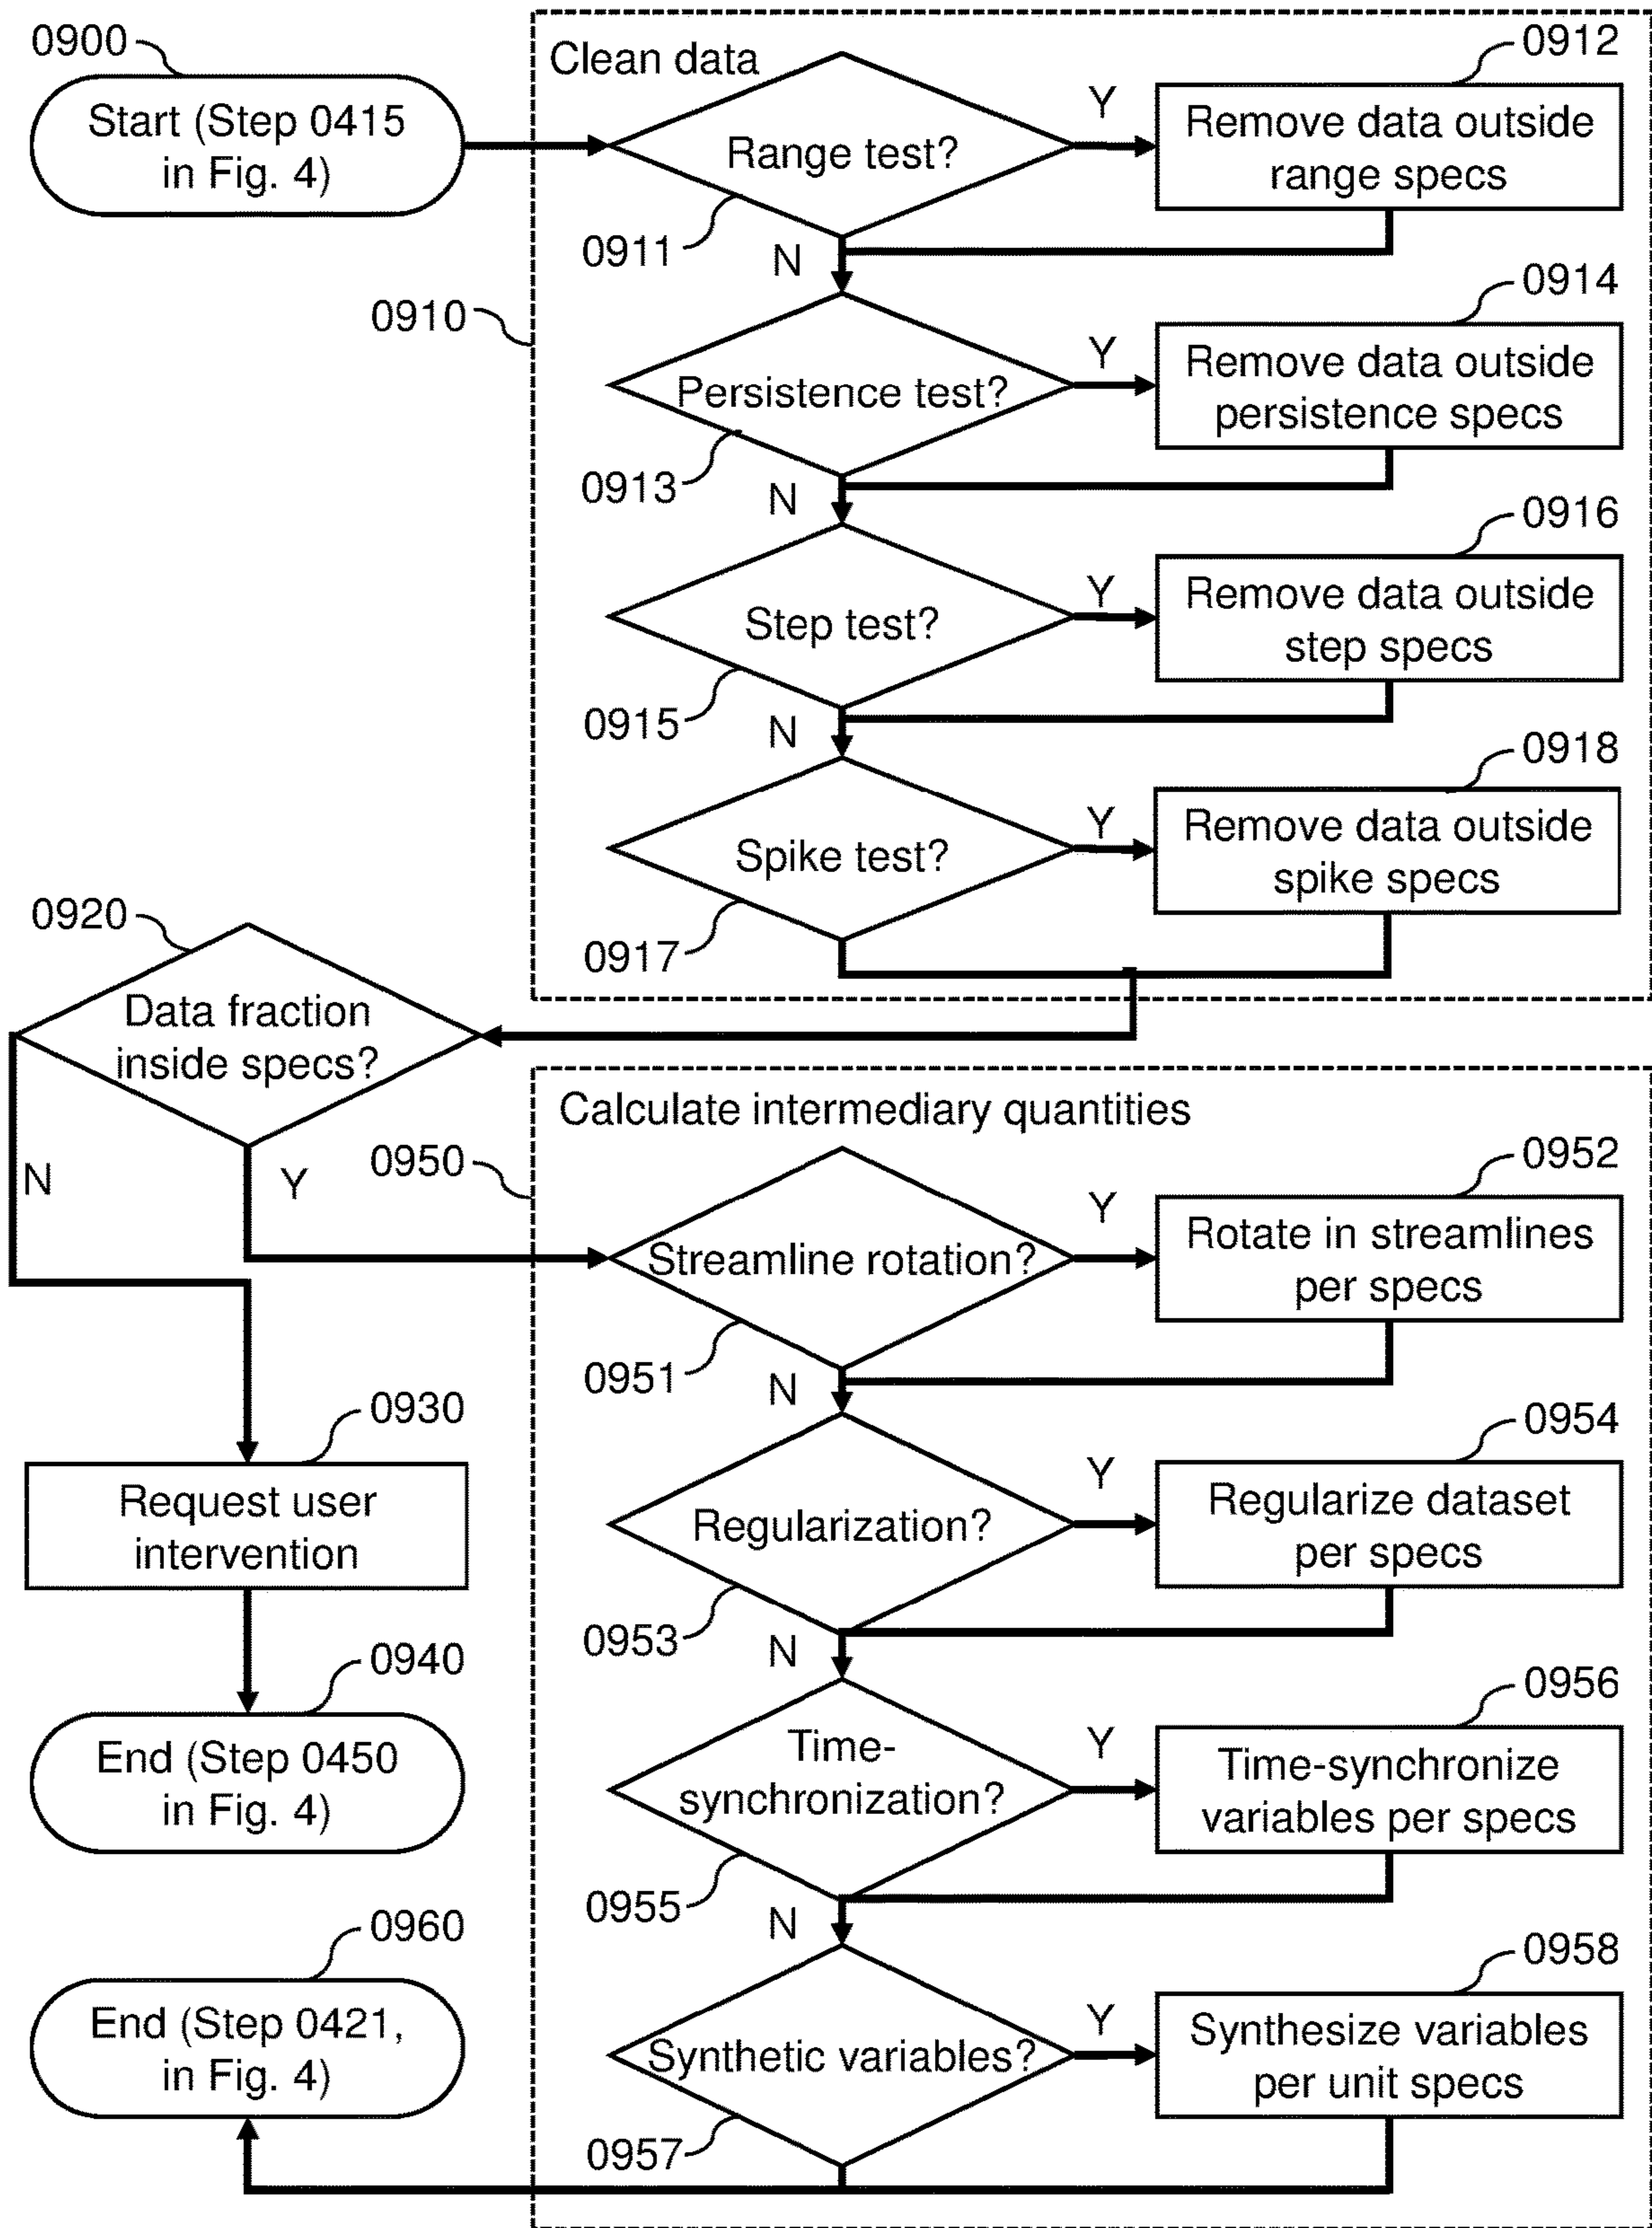 0900
Start (Step 0415
in Fig. 4)
Clean data
Range test?
0911
Y
N
0912
Remove data outside
range specs
0910
Persistence test?
0913
Y
N
0914
Remove data outside
persistence specs
Step test?
0915
Y
N
0916
Remove data outside
step specs
Spike test?
0917
Y
0918
Remove data outside
spike specs
0920
Data fraction
inside specs?
N
Y
0950
Calculate intermediary quantities
Streamline rotation?
0951
Y
N
0952
Rotate in streamlines
per specs
0930
Request user
intervention
Regularization?
0953
Y
N
0954
Regularize dataset
per specs
0940
End (Step 0450
in Fig. 4)
Time-
synchronization?
0955
Y
N
0956
Time-synchronize
variables per specs
0960
End (Step 0421,
in Fig. 4)
Synthetic variables?
0957
Y
0958
Synthesize variables
per unit specs